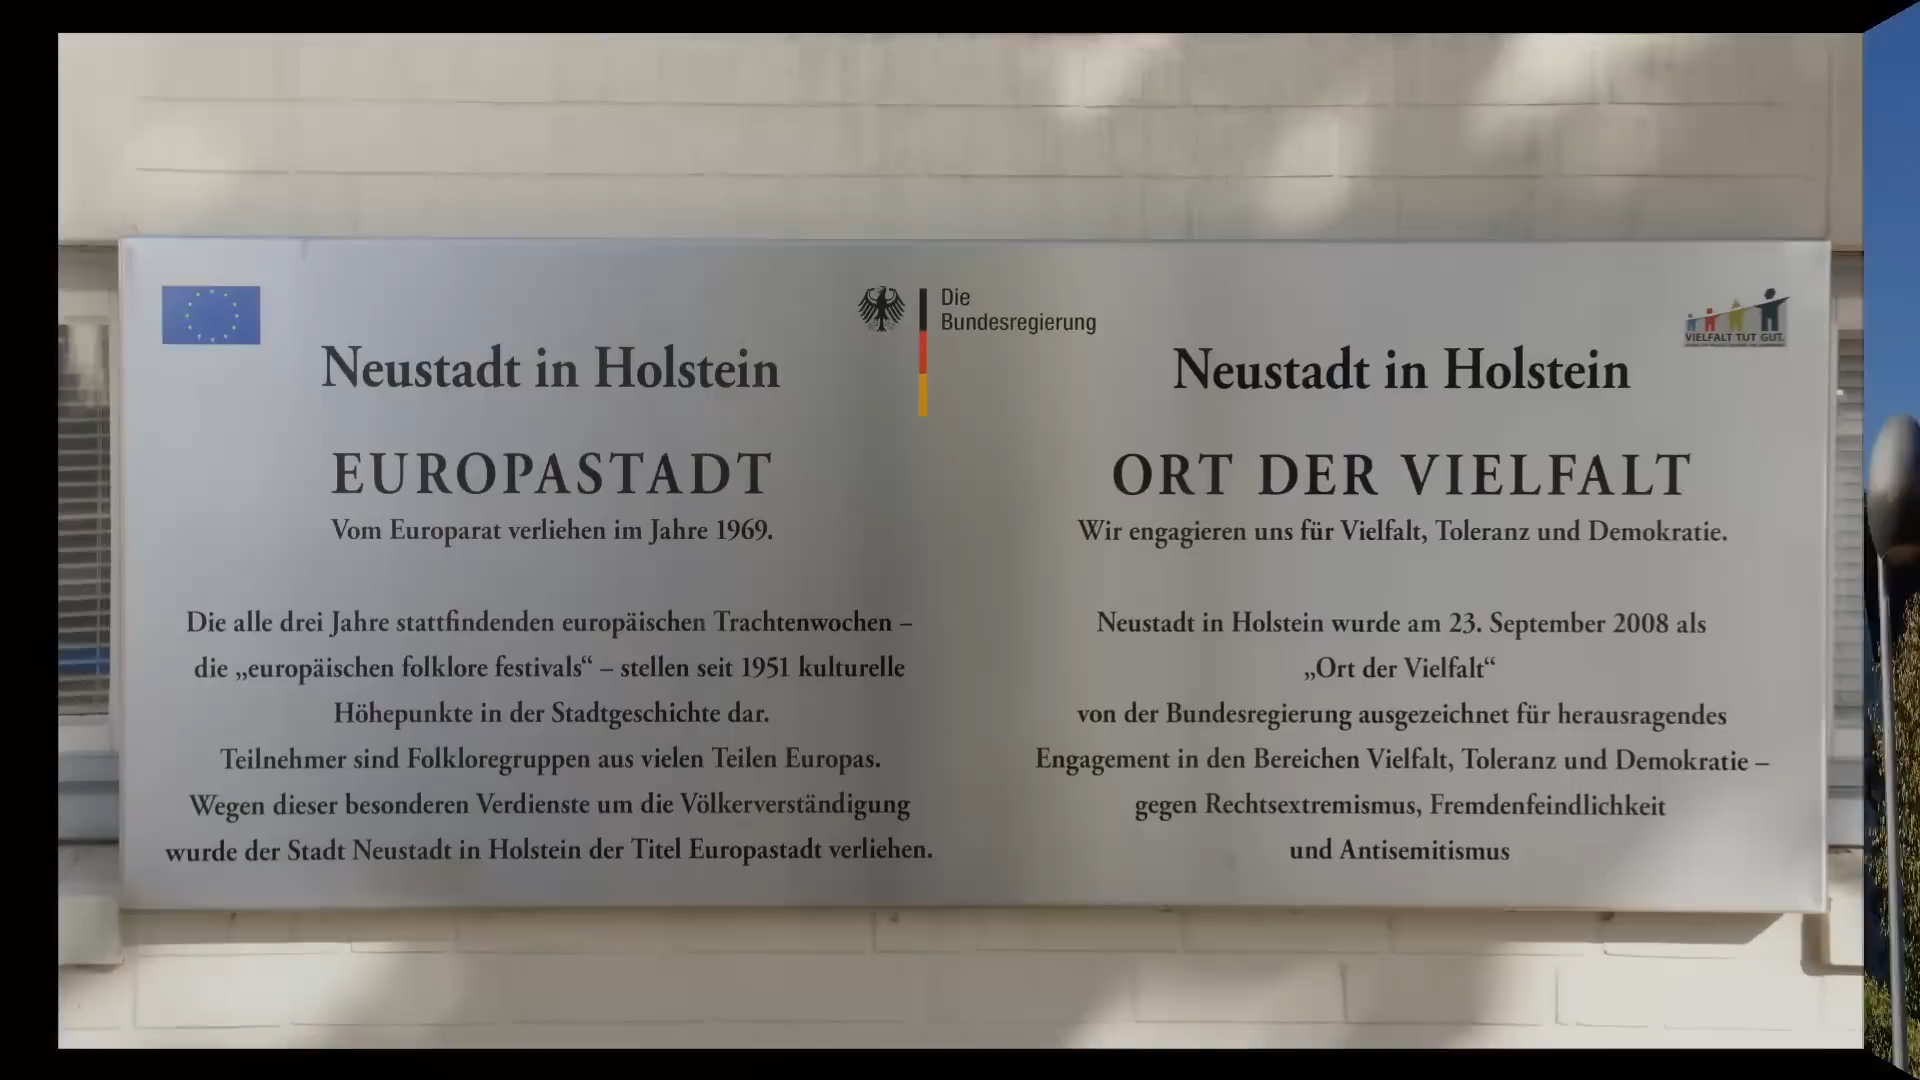 Die
Bundesregierung
VIELFALT TUT GUT.
Neustadt in Holstein
EUROPASTADT
Vom Europarat verliehen im Jahre 1969.
Die alle drei Jahre stattfindenden europäischen Trachtenwochen –
die „europäischen folklore festivals“ – stellen seit 1951 kulturelle
Höhepunkte in der Stadtgeschichte dar.
Teilnehmer sind Folkloregruppen aus vielen Teilen Europas.
Wegen dieser besonderen Verdienste um die Völkerverständigung
wurde der Stadt Neustadt in Holstein der Titel Europastadt verliehen.
Neustadt in Holstein
ORT DER VIELFALT
Wir engagieren uns für Vielfalt, Toleranz und Demokratie.
Neustadt in Holstein wurde am 23. September 2008 als
„Ort der Vielfalt“
von der Bundesregierung ausgezeichnet für herausragendes
Engagement in den Bereichen Vielfalt, Toleranz und Demokratie –
gegen Rechtsextremismus, Fremdenfeindlichkeit
und Antisemitismus